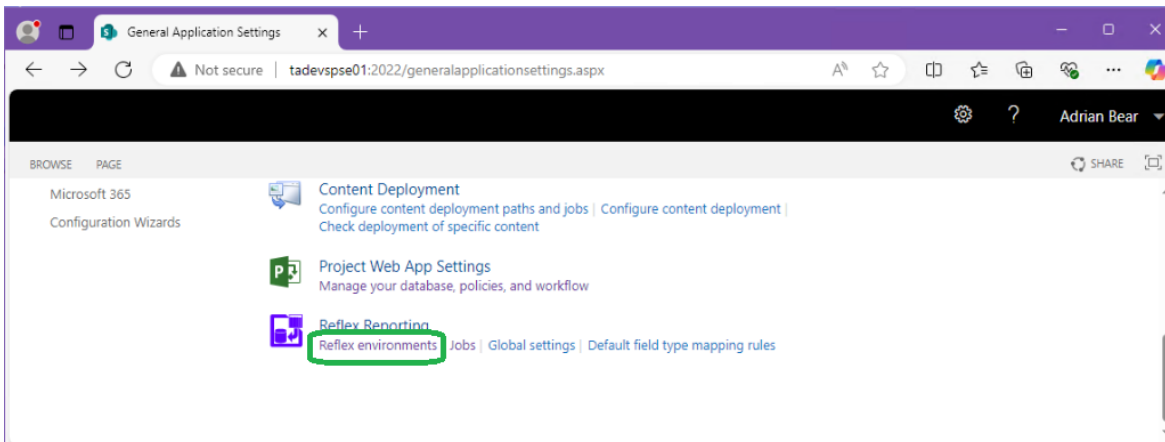 General Application Settings
Not secure | tadevspse01:2022/generalapplicationsettings.aspx
Adrian Bear
BROWSE PAGE SHARE
Microsoft 365
Configuration Wizards
Content Deployment
Configure content deployment paths and jobs | Configure content deployment |
Check deployment of specific content
Project Web App Settings
Manage your database, policies, and workflow
Reflex Reporting
Reflex environments Jobs | Global settings | Default field type mapping rules